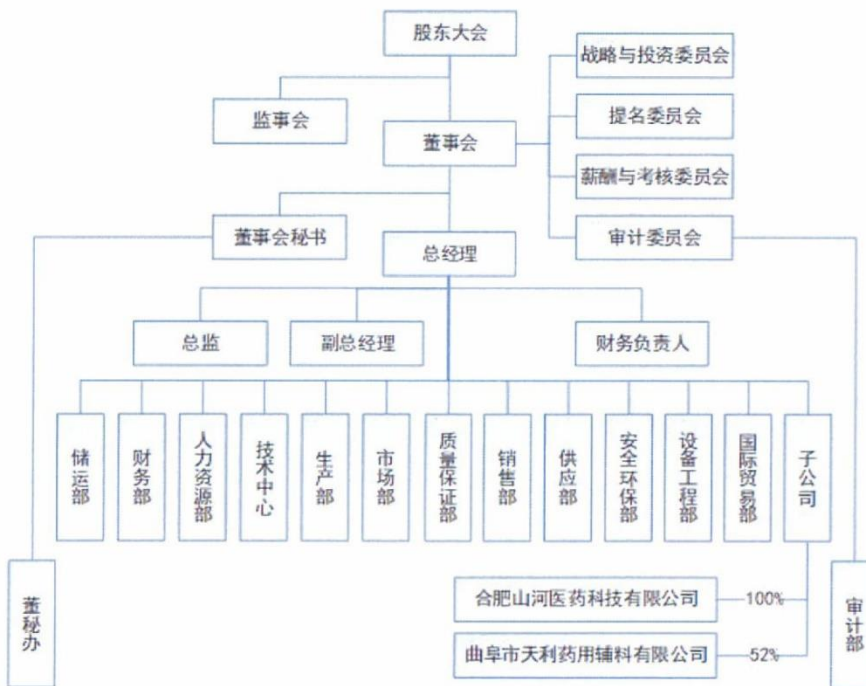 股东大会
战略与投资委员会
监事会
提名委员会
董事会
薪酬与考核委员会
董事会秘书
审计委员会
总经理
总监
副总经理
财务负责人
储运部
财务部
人力资源部
技术中心
生产部
市场部
质量保证部
销售部
供应部
安全环保部
设备工程部
国际贸易部
子公司
董秘办
合肥山河医药科技有限公司
100%
曲阜市天利药用辅料有限公司
52%
审计部